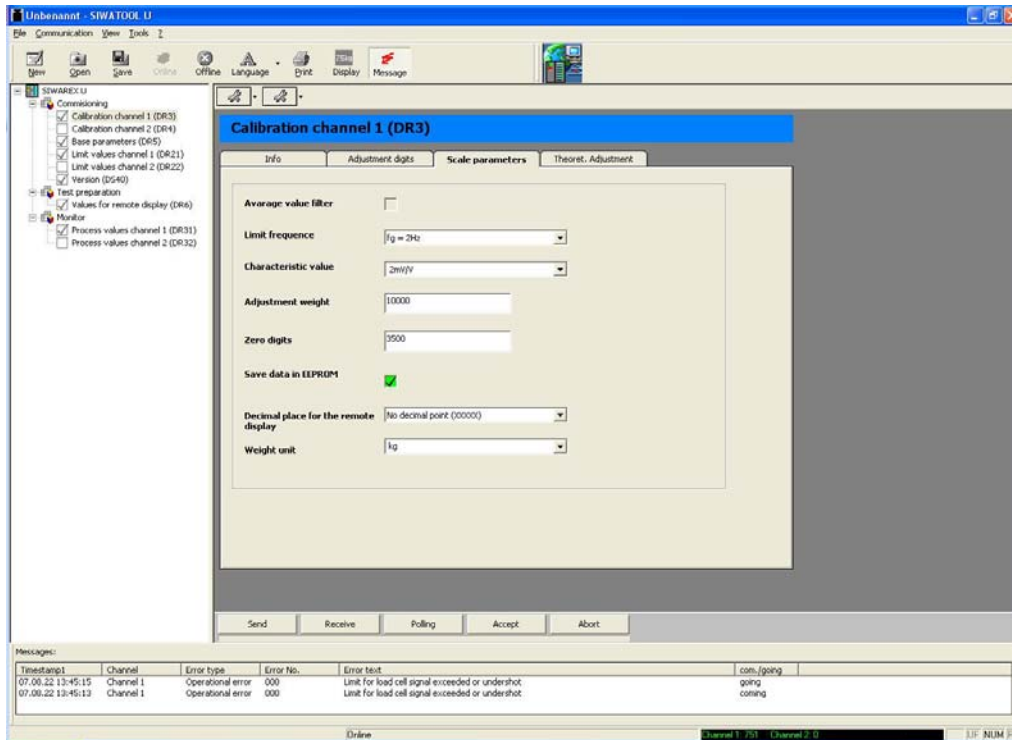 Unbenannt - SIWATOOL U
File Communication View Tools ?
New Open Save Online Offline Language Print Display Message
SIWAREX U
Commisioning
Calibration channel 1 (DR3)
Calibration channel 2 (DR4)
Base parameters (DR5)
Limit values channel 1 (DR21)
Limit values channel 2 (DR22)
Version (DS40)
Test preparation
Values for remote display (DR6)
Monitor
Process values channel 1 (DR31)
Process values channel 2 (DR32)
Calibration channel 1 (DR3)
Info Adjustment digits Scale parameters Theoret. Adjustment
Avarage value filter
Limit frequence fg = 2Hz
Characteristic value 2mV/V
Adjustment weight 10000
Zero digits 3500
Save data in EEPROM
Decimal place for the remote display No decimal point (XXXXX)
Weight unit kg
Send Receive Polling Accept Abort
Messages:
Timestamp1 Channel Error type Error No. Error text com./going
07.08.22 13:45:15 Channel 1 Operational error 000 Limit for load cell signal exceeded or undershot going
07.08.22 13:45:13 Channel 1 Operational error 000 Limit for load cell signal exceeded or undershot coming
Online Channel 1: 751 Channel 2: 0 NUM